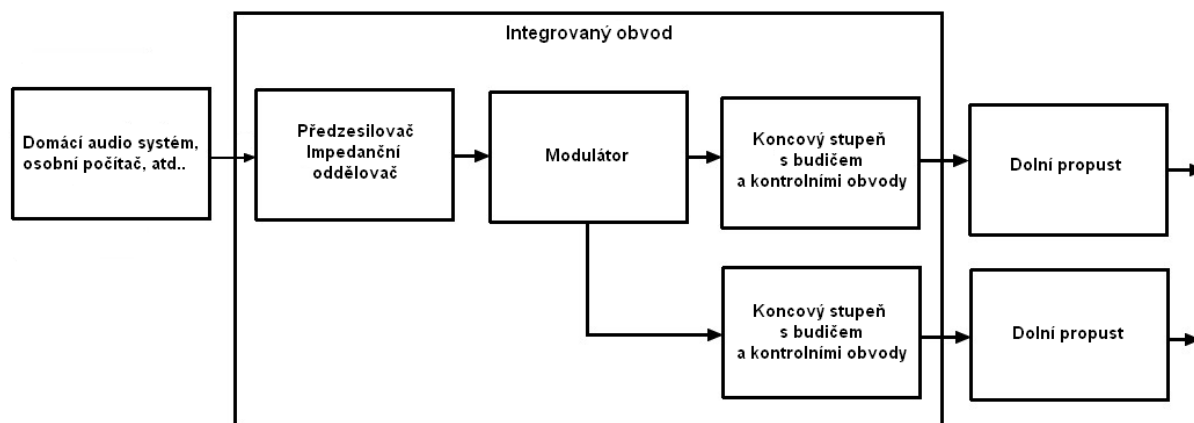 Integrovaný obvod
Domácí audio systém,
osobní počítač, atd..
Předzesilovač
Impedanční
oddělovač
Modulátor
Koncový stupeň
s budičem
a kontrolními obvody
Dolní propust
Koncový stupeň
s budičem
a kontrolními obvody
Dolní propust